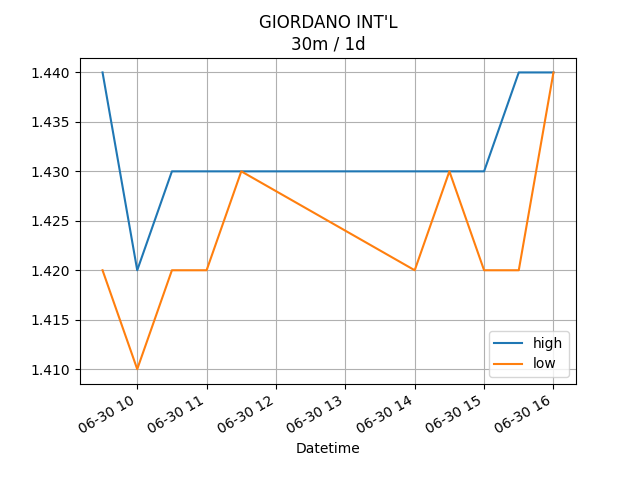 GIORDANO INT'L
30m / 1d
1.440
1.435
1.430
1.425
1.420
1.415
1.410
high
low
06-30 10
06-30 11
06-30 12
06-30 13
06-30 14
06-30 15
06-30 16
Datetime